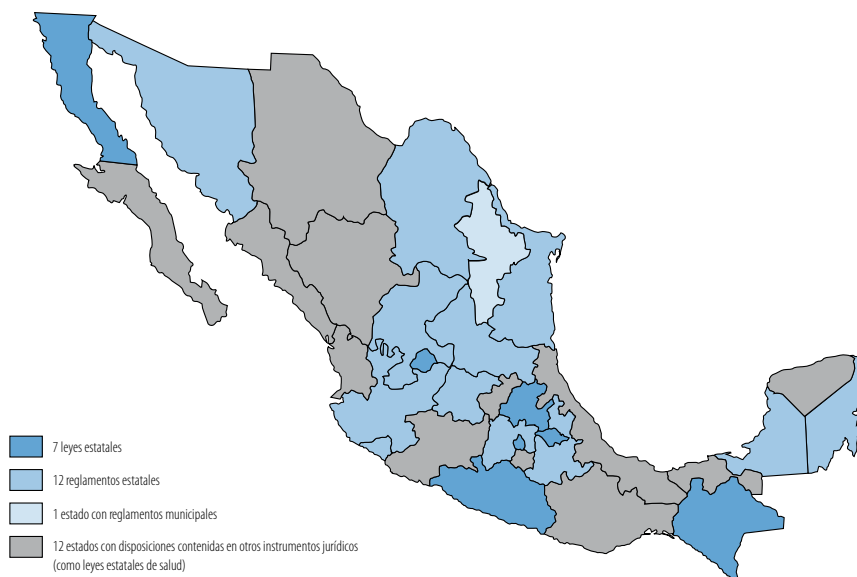 7 leyes estatales
12 reglamentos estatales
1 estado con reglamentos municipales
12 estados con disposiciones contenidas en otros instrumentos jurídicos
(como leyes estatales de salud)